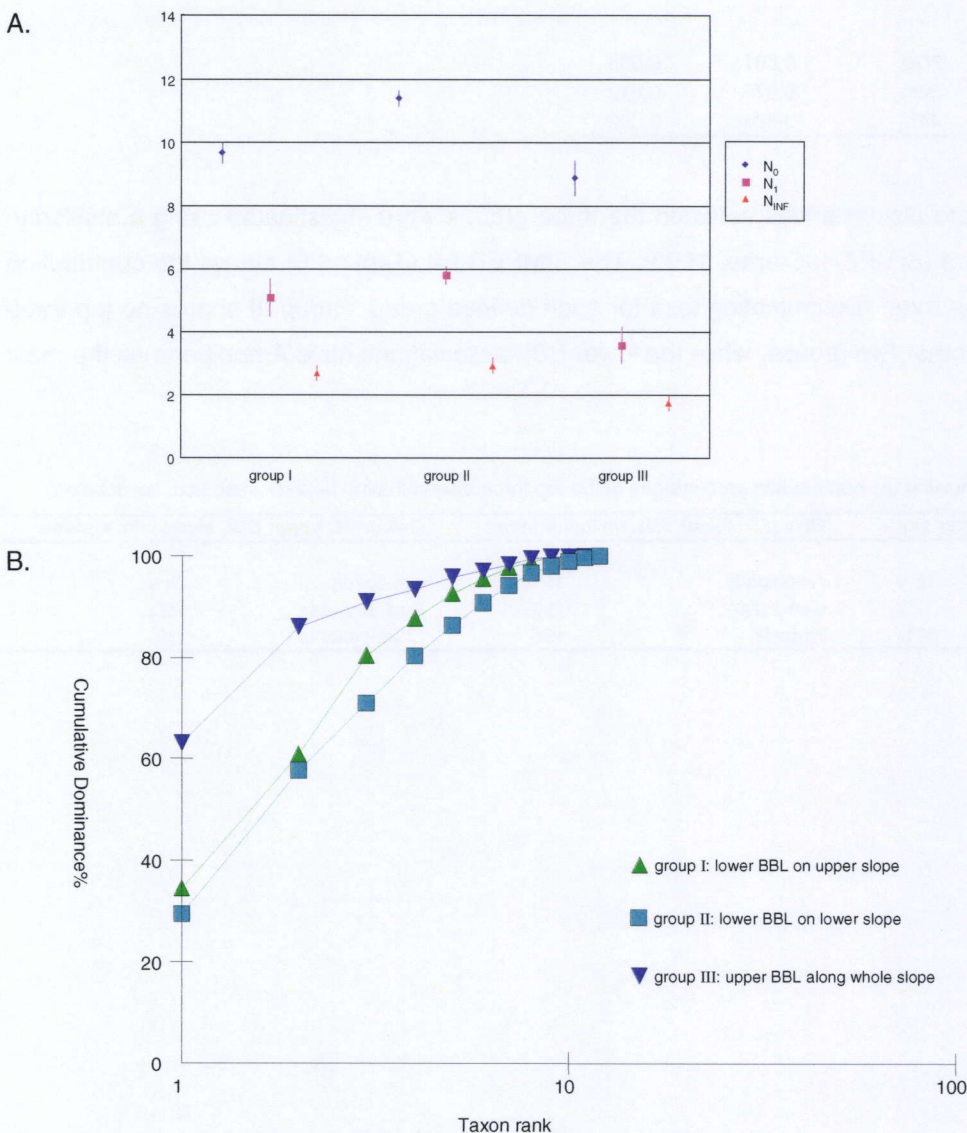 A.
14
12
10
8
6
4
2
0
group I
group II
group III
N0
N1
NINF
B.
100
80
60
40
20
0
Cumulative Dominance%
group I: lower BBL on upper slope
group II: lower BBL on lower slope
group III: upper BBL along whole slope
1
10
100
Taxon rank